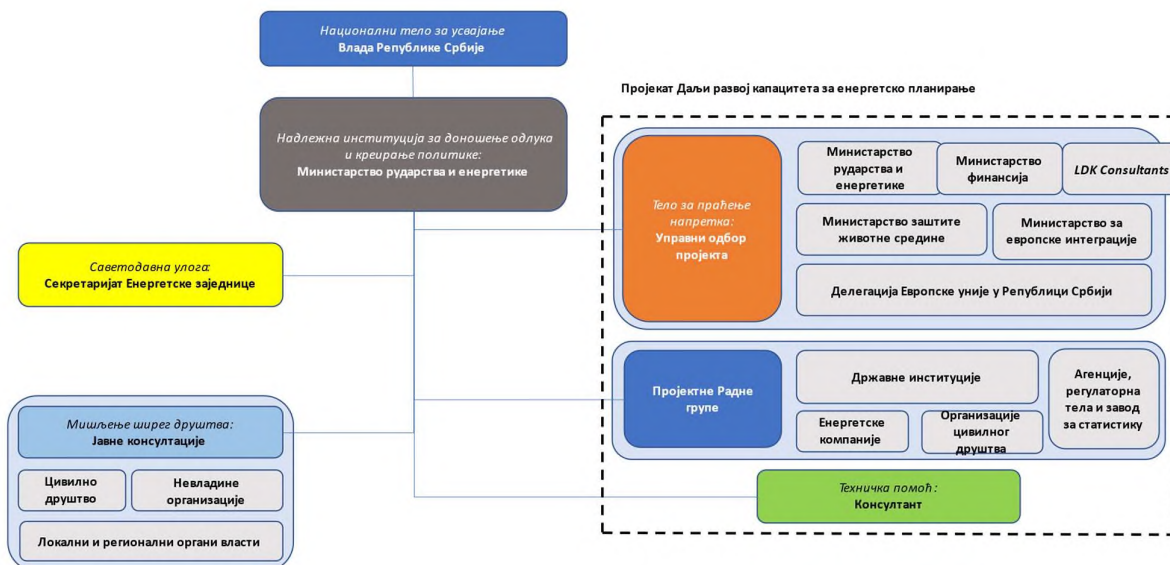 Национално тело за усвајање
Влада Републике Србије
Надлежна институција за доношење одлука
и креирање политике:
Министарство рударства и енергетике
Саветодавна улога:
Секретаријат Енергетске заједнице
Мишљење ширег друштва:
Јавне консултације
Цивилно
друштво
Невладине
организације
Локални и регионални органи власти
Пројекат Даљи развој капацитета за енергетско планирање
Тело за праћење
напретка:
Управни одбор
пројекта
Министарство
рударства и
енергетике
Министарство
финансија
LDK Consultants
Министарство заштите
животне средине
Министарство за
европске интеграције
Делегација Европске уније у Републици Србији
Пројектне Радне
групе
Државне институције
Енергетске
компаније
Организације
цивилног
друштва
Агенције,
регулаторна
тела и завод
за статистику
Техничка помоћ :
Консултант